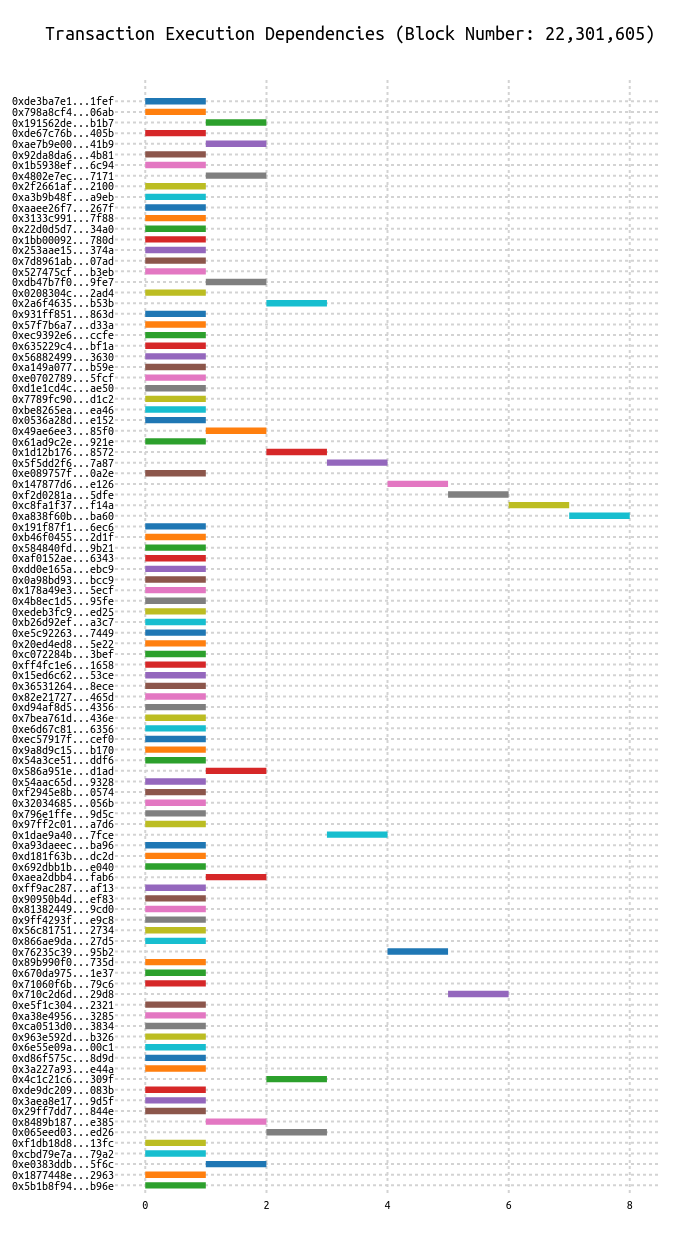 Transaction Execution Dependencies (Block Number: 22,301,605)
0xde3ba7e1...1fef
0x798a8cf4...06ab
0x191562de...b1b7
0xde67c76b...405b
0xae7b9e00...41b9
0x92da8da6...4b81
0x1b5938ef...6c94
0x4802e7ec...7171
0x2f2661af...2100
0xa3b9b48f...a9eb
0xaaee26f7...267f
0x3133c991...7f88
0x22d0d5d7...34a0
0x1bb00092...780d
0x253aae15...374a
0x7d8961ab...07ad
0x527475cf...b3eb
0xdb47b7f0...9fe7
0x0208304c...2ad4
0x2a6f4635...b53b
0x931ff851...863d
0x57f7b6a7...d33a
0xec9392e6...ccfe
0x635229c4...bf1a
0x56882499...3630
0xa149a077...b59e
0xe0702789...5fcf
0xd1e1cd4c...ae50
0x7789fc90...d1c2
0xbe8265ea...ea46
0x0536a28d...e152
0x49ae6ee3...85f0
0x61ad9c2e...921e
0x1d12b176...8572
0x5f5dd2f6...7a87
0xe089757f...0a2e
0x147877d6...e126
0xf2d0281a...5dfe
0xc8fa1f37...f14a
0xa838f60b...ba60
0x191f87f1...6ec6
0xb46f0455...2d1f
0x584840fd...9b21
0xaf0152ae...6343
0xdd0e165a...ebc9
0x0a98bd93...bcc9
0x178a49e3...5ecf
0x4b8ec1d5...95fe
0xedeb3fc9...ed25
0xb26d92ef...a3c7
0xe5c92263...7449
0x20ed4ed8...5e22
0xc072284b...3bef
0xff4fc1e6...1658
0x15ed6c62...53ce
0x36531264...8ece
0x82e21727...465d
0xd94af8d5...4356
0x7bea761d...436e
0xe6d67c81...6356
0xec57917f...cef0
0x9a8d9c15...b170
0x54a3ce51...ddf6
0x586a951e...d1ad
0x54aac65d...9328
0xf2945e8b...0574
0x32034685...056b
0x796e1ffe...9d5c
0x97ff2c01...a7d6
0x1dae9a40...7fce
0xa93daeec...ba96
0xd181f63b...dc2d
0x692dbb1b...e040
0xaea2dbb4...fab6
0xff9ac287...af13
0x90950b4d...ef83
0x81382449...9cd0
0x9ff4293f...e9c8
0x56c81751...2734
0x866ae9da...27d5
0x76235c39...95b2
0x89b990f0...735d
0x670da975...1e37
0x71060f6b...79c6
0x710c2d6d...29d8
0xe5f1c304...2321
0xa38e4956...3285
0xca0513d0...3834
0x963e592d...b326
0x6e55e09a...00c1
0xd86f575c...8d9d
0x3a227a93...e44a
0x4c1c21c6...309f
0xde9dc209...083b
0x3aea8e17...9d5f
0x29ff7dd7...844e
0x8489b187...e385
0x065eed03...ed26
0xf1db18d8...13fc
0xcbd79e7a...79a2
0xe0383ddb...5f6c
0x1877448e...2963
0x5b1b8f94...b96e
0 2 4 6 8